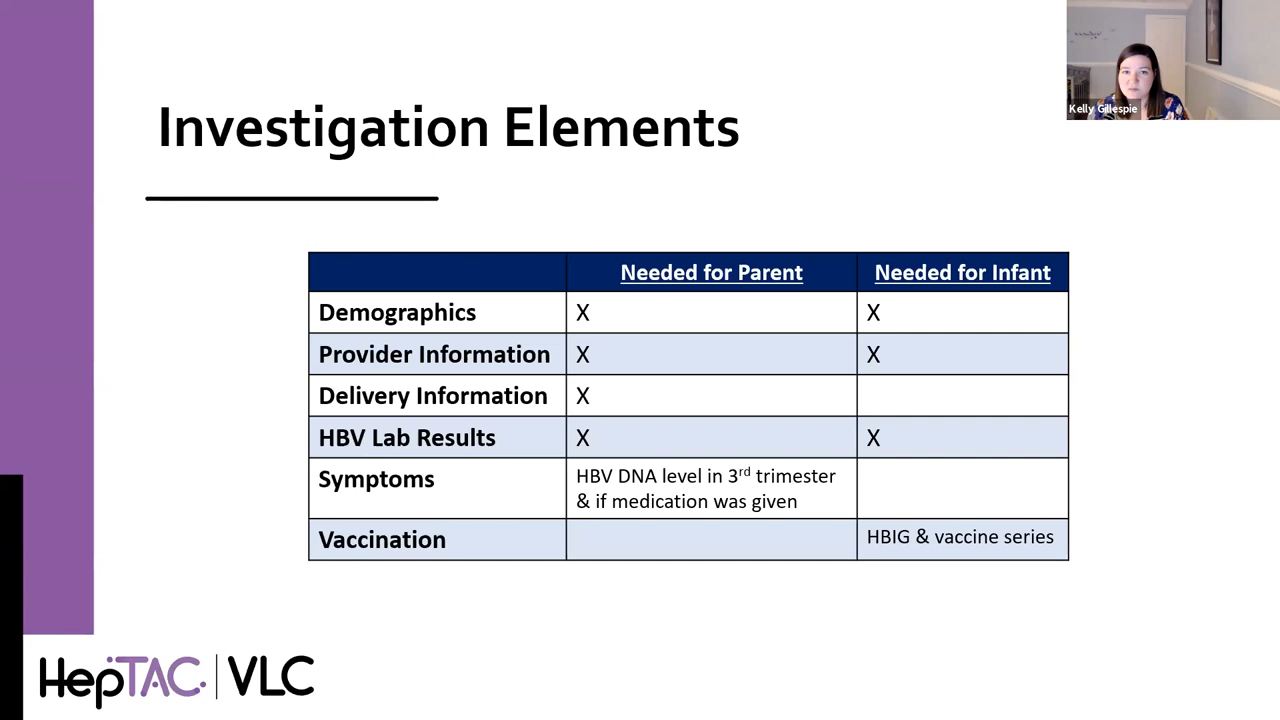 Kelly Gillespie
Investigation Elements
Needed for Parent Needed for Infant
Demographics X X
Provider Information X X
Delivery Information X
HBV Lab Results X X
Symptoms HBV DNA level in 3rd trimester
& if medication was given
Vaccination HBIG & vaccine series
HepTAC VLC